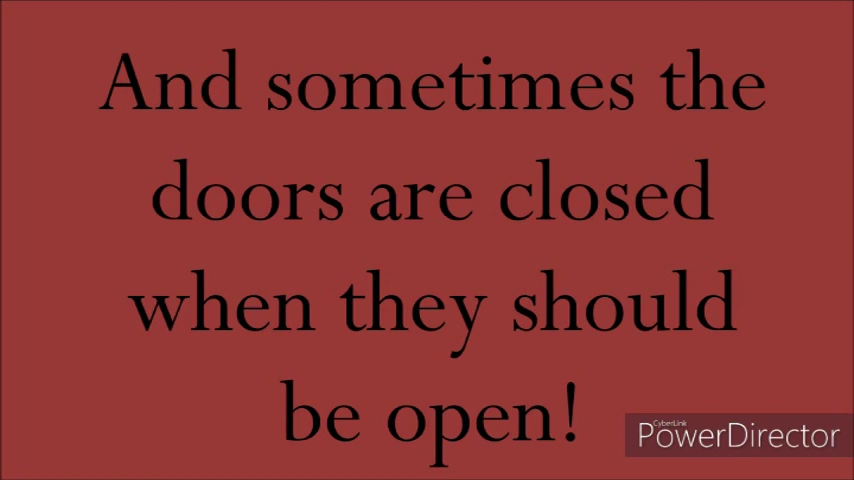 And sometimes the
doors are closed
when they should
be open!
CyberLink
PowerDirector